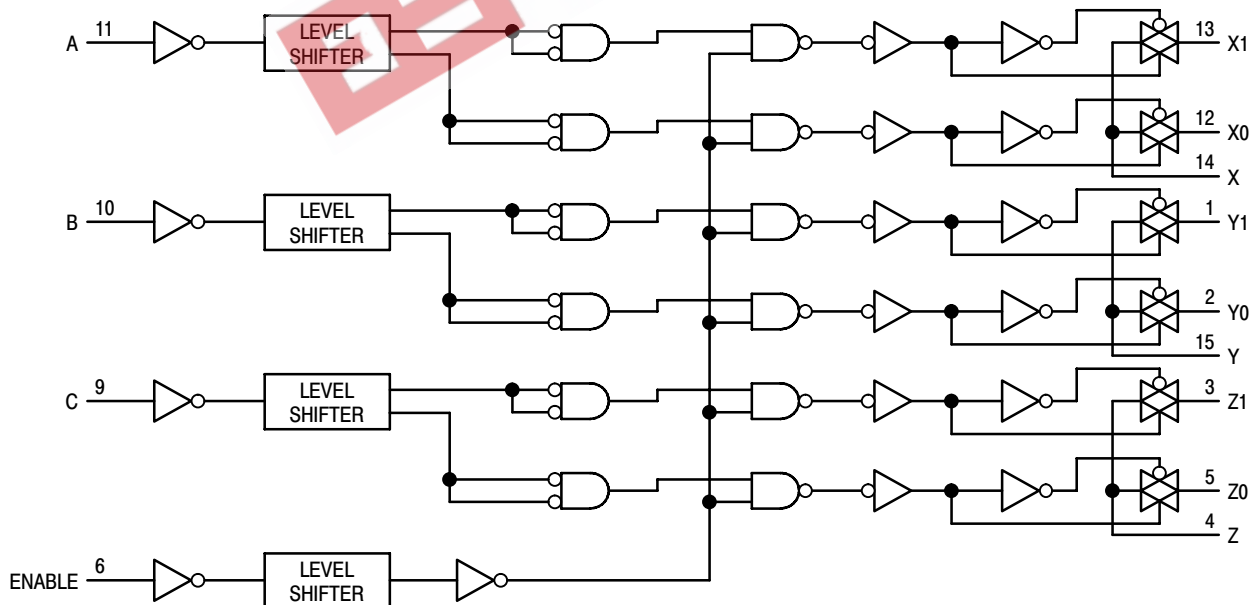 A 11 LEVEL SHIFTER 13 X1
12 X0
14 X
B 10 LEVEL SHIFTER 1 Y1
2 Y0
15 Y
C 9 LEVEL SHIFTER 3 Z1
5 Z0
4 Z
ENABLE 6 LEVEL SHIFTER